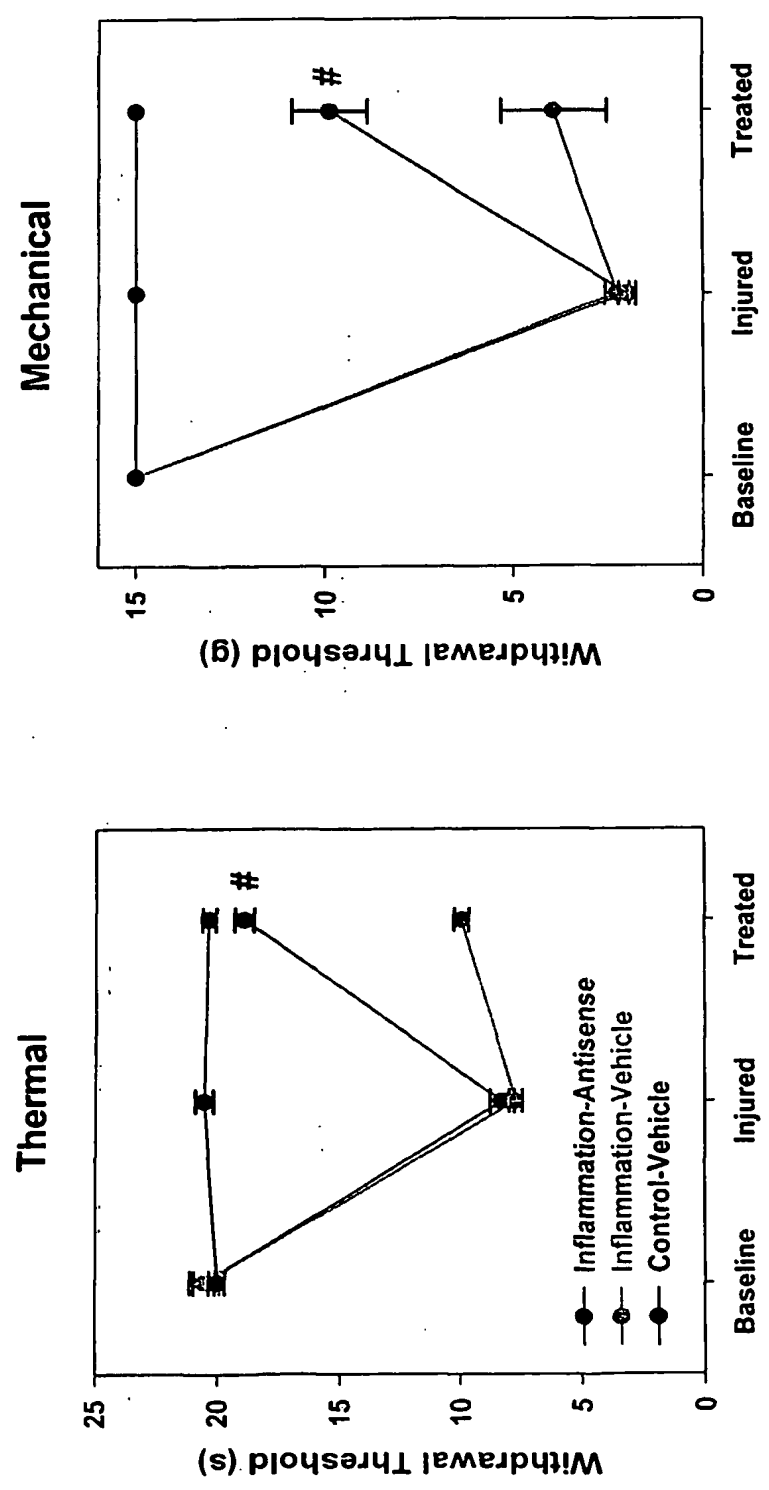 Thermal
Withdrawal Threshold (s)
25
20
15
10
5
0
#
Inflammation-Antisense
Inflammation-Vehicle
Control-Vehicle
Baseline
Injured
Treated
Mechanical
Withdrawal Threshold (g)
15
10
5
0
#
Baseline
Injured
Treated